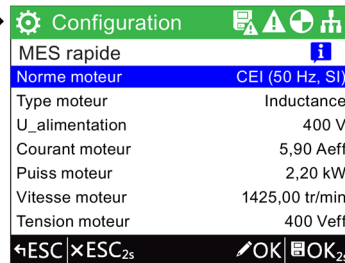 Configuration
MES rapide
Norme moteur CEI (50 Hz, SI)
Type moteur Inductance
U_alimentation 400 V
Courant moteur 5,90 Aeff
Puiss moteur 2,20 kW
Vitesse moteur 1425,00 tr/min
Tension moteur 400 Veff
ESC ×ESC2s OK OK2s